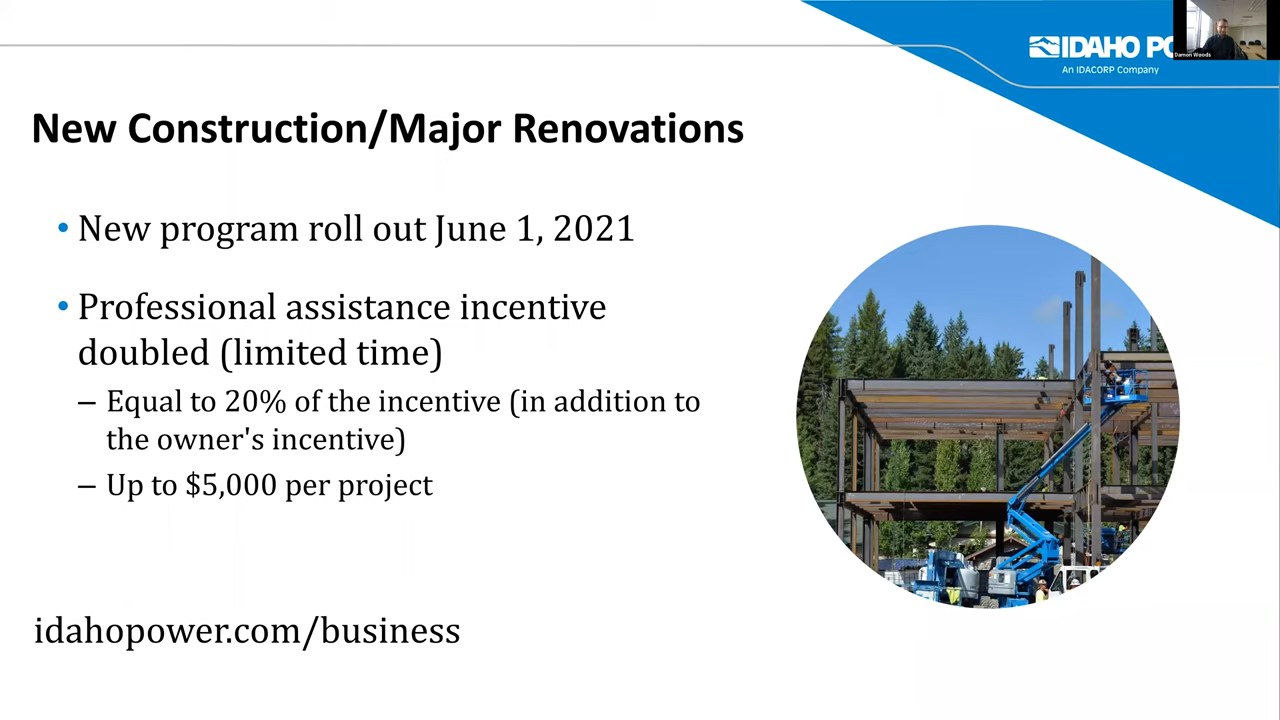 IDAHO PO
Damon Woods
An IDACORP Company
New Construction/Major Renovations
• New program roll out June 1, 2021
• Professional assistance incentive
doubled (limited time)
– Equal to 20% of the incentive (in addition to
the owner's incentive)
– Up to $5,000 per project
idahopower.com/business